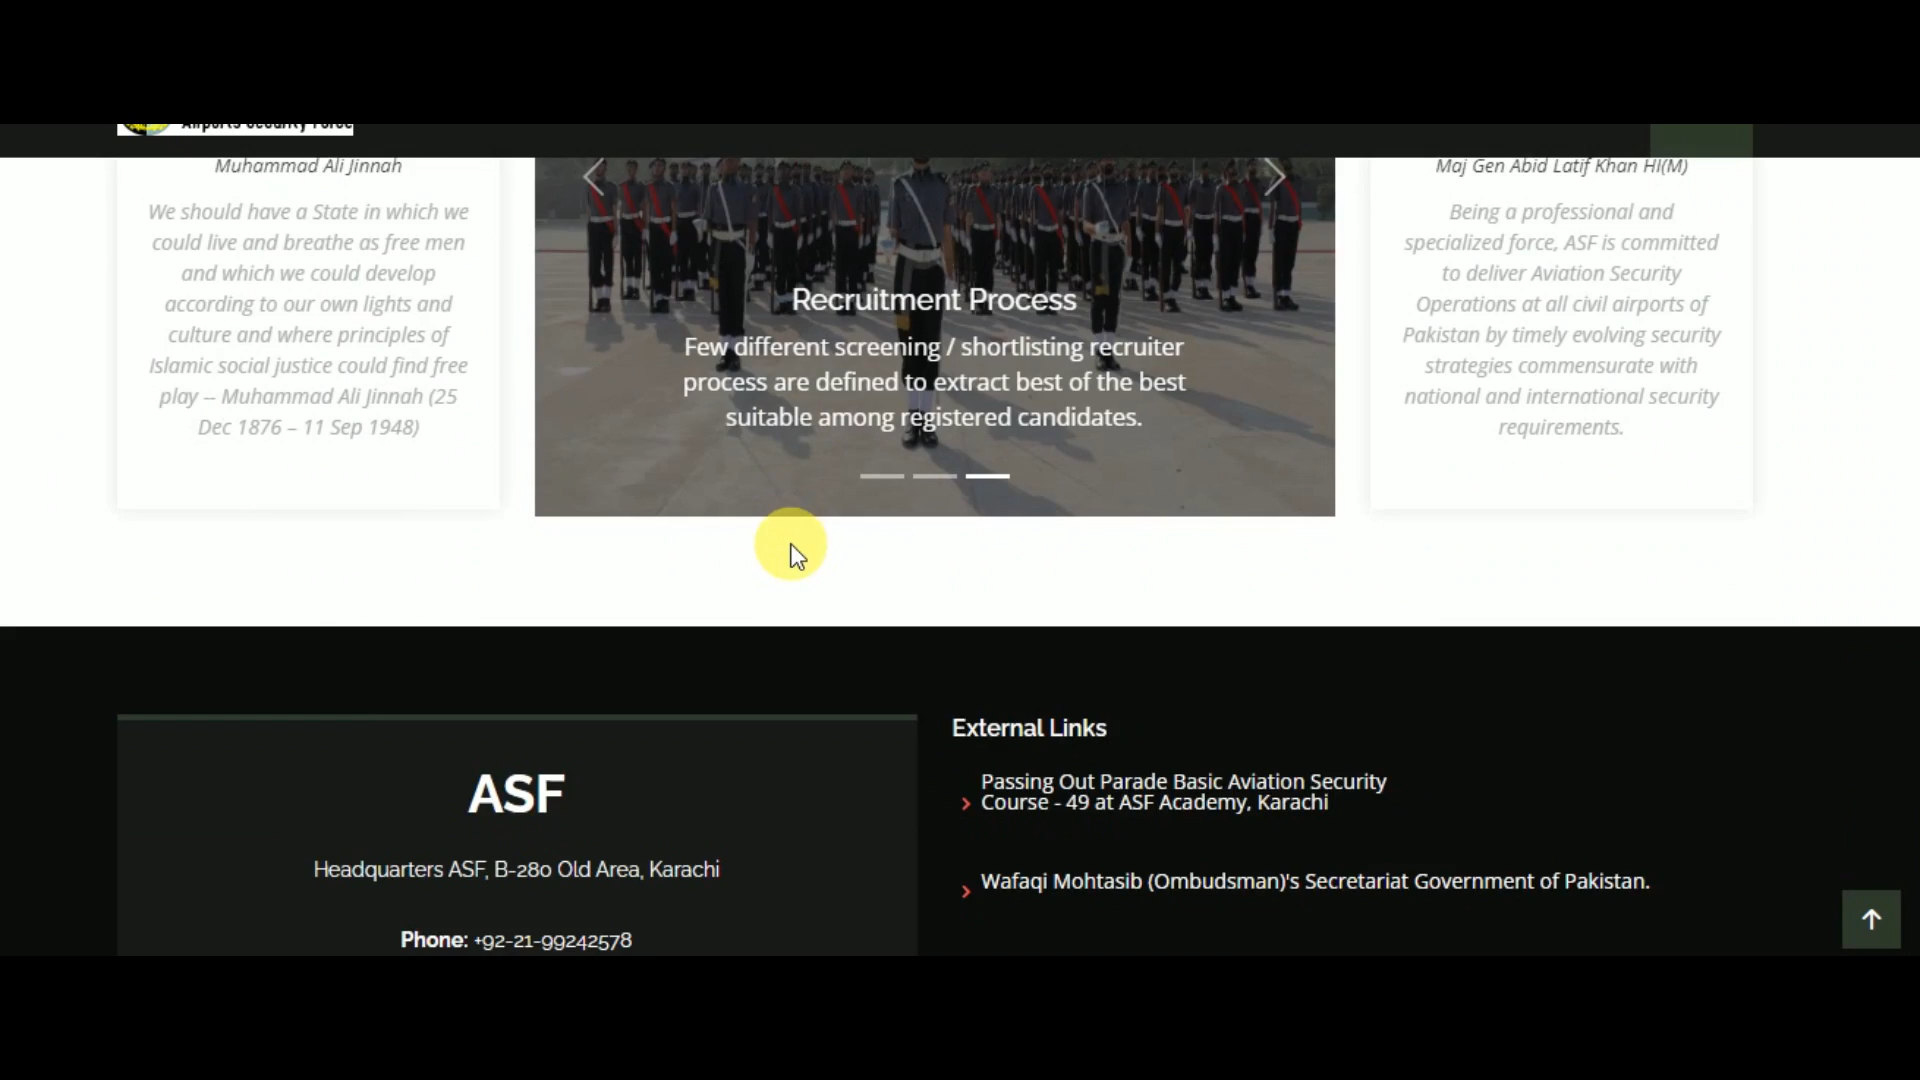 Airports Security Force
Muhammad Ali Jinnah
We should have a State in which we
could live and breathe as free men
and which we could develop
according to our own lights and
culture and where principles of
Islamic social justice could find free
play – Muhammad Ali Jinnah (25
Dec 1876 – 11 Sep 1948)
Recruitment Process
Few different screening / shortlisting recruiter
process are defined to extract best of the best
suitable among registered candidates.
Maj Gen Abid Latif Khan HI(M)
Being a professional and
specialized force, ASF is committed
to deliver Aviation Security
Operations at all civil airports of
Pakistan by timely evolving security
strategies commensurate with
national and international security
requirements.
ASF
Headquarters ASF, B-280 Old Area, Karachi
Phone: +92-21-99242578
External Links
Passing Out Parade Basic Aviation Security
Course - 49 at ASF Academy, Karachi
Wafaqi Mohtasib (Ombudsman)'s Secretariat Government of Pakistan.